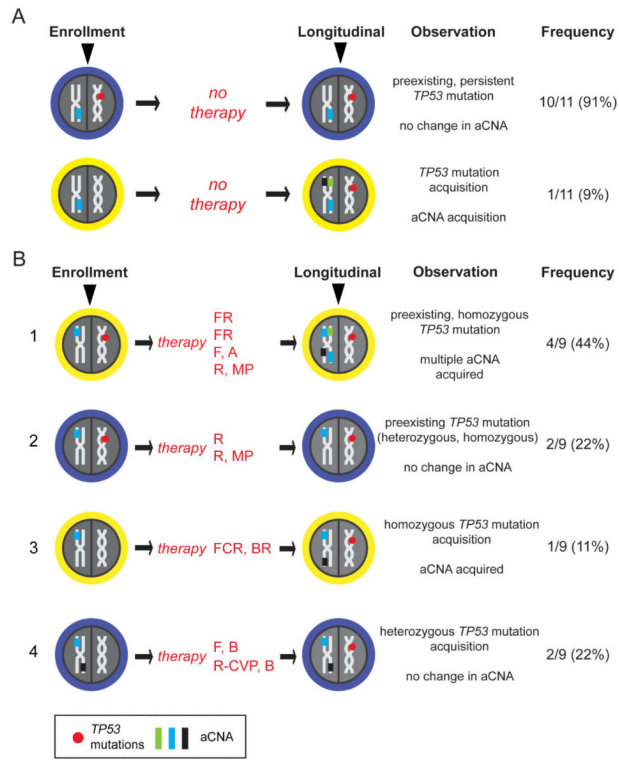 A
Enrollment Longitudinal Observation Frequency
no
therapy
preexisting, persistent
TP53 mutation
no change in aCNA
10/11 (91%)
no
therapy
TP53 mutation
acquisition
aCNA acquisition
1/11 (9%)
B
Enrollment Longitudinal Observation Frequency
1
therapy
FR
FR
F, A
R, MP
preexisting, homozygous
TP53 mutation
multiple aCNA
acquired
4/9 (44%)
2
therapy
R
R, MP
preexisting TP53 mutation
(heterozygous, homozygous)
no change in aCNA
2/9 (22%)
3
therapy FCR, BR
homozygous TP53 mutation
acquisition
aCNA acquired
1/9 (11%)
4
therapy
F, B
R-CVP, B
heterozygous TP53 mutation
acquisition
no change in aCNA
2/9 (22%)
TP53
mutations
aCNA